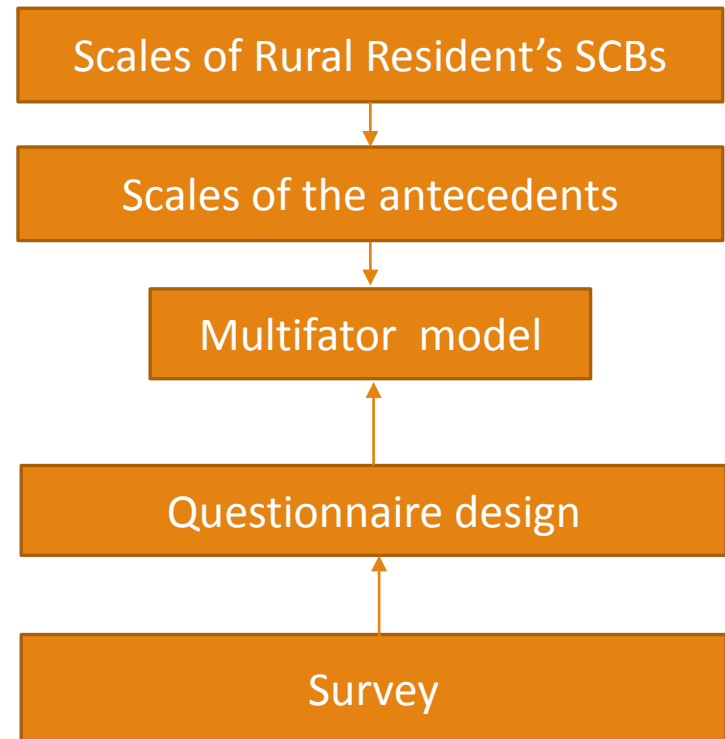 Scales of Rural Resident’s SCBs
Scales of the antecedents
Multifator model
Questionnaire design
Survey